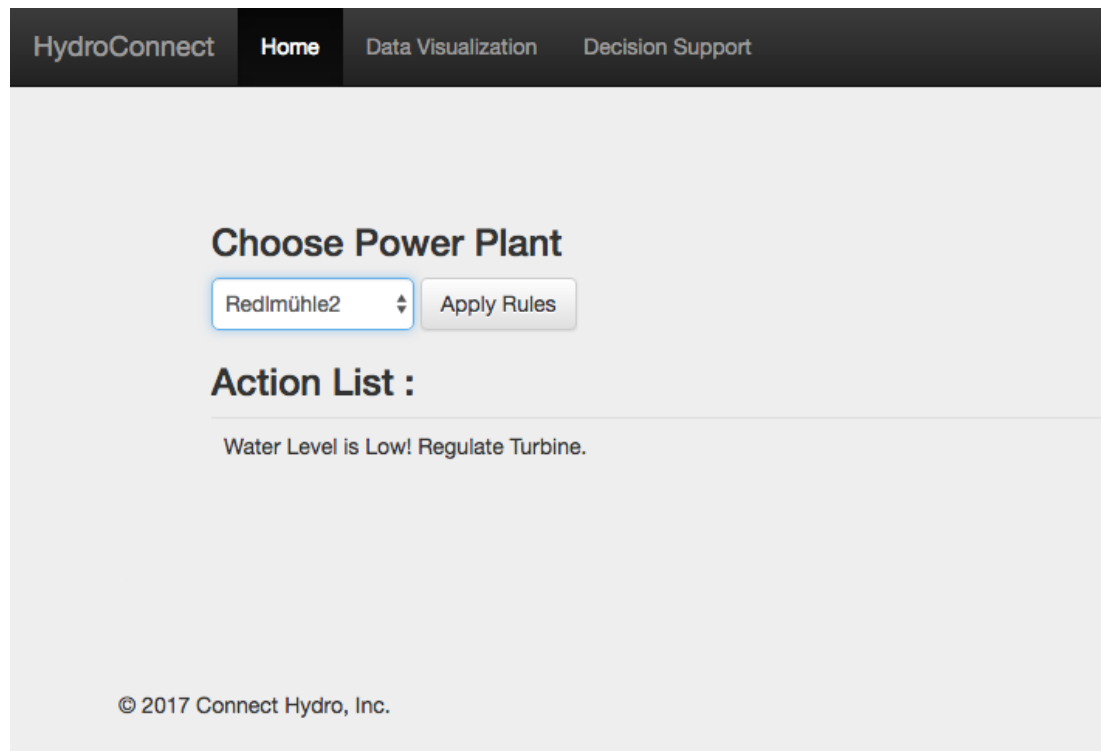 HydroConnect Home Data Visualization Decision Support
Choose Power Plant
Redlmühle2 Apply Rules
Action List :
Water Level is Low! Regulate Turbine.
© 2017 Connect Hydro, Inc.